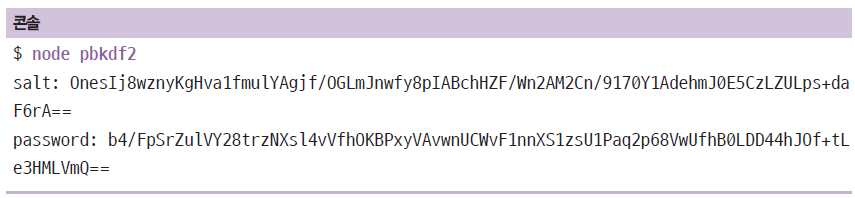 콘솔
$ node pbkdf2
salt: OnesIj8wznyKgHva1fmulYAgjf/OGLmJnwfy8pIABchHZF/Wn2AM2Cn/9170Y1AdehmJ0E5CzLZULps+da
F6rA==
password: b4/FpSrZulVY28trzNXsl4vVfhOKBPxyVAvwnUCWvF1nnXS1zsU1Paq2p68VwUfhB0LDD44hJOf+tL
e3HMLVmQ==